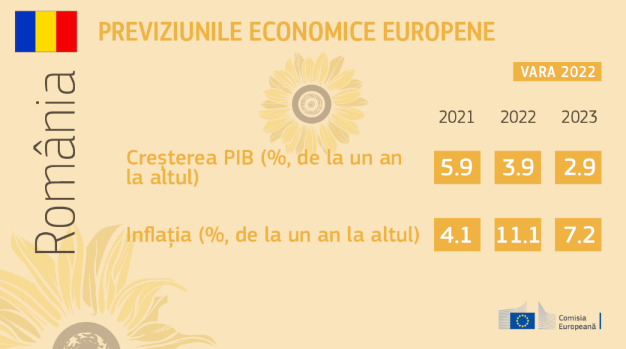 PREVIZIUNILE ECONOMICE EUROPENE
VARA 2022
România
2021 2022 2023
Creșterea PIB (%, de la un an
la altul)
5.9 3.9 2.9
Inflația (%, de la un an la altul) 4.1 11.1 7.2
Comisia
Europeană